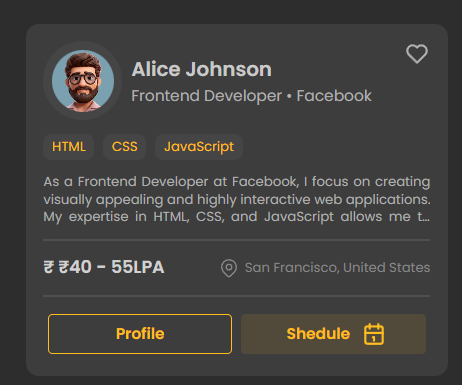 Alice Johnson
Frontend Developer • Facebook
HTML CSS JavaScript
As a Frontend Developer at Facebook, I focus on creating
visually appealing and highly interactive web applications.
My expertise in HTML, CSS, and JavaScript allows me t...
₹ ₹40 - 55LPA San Francisco, United States
Profile Shedule 1